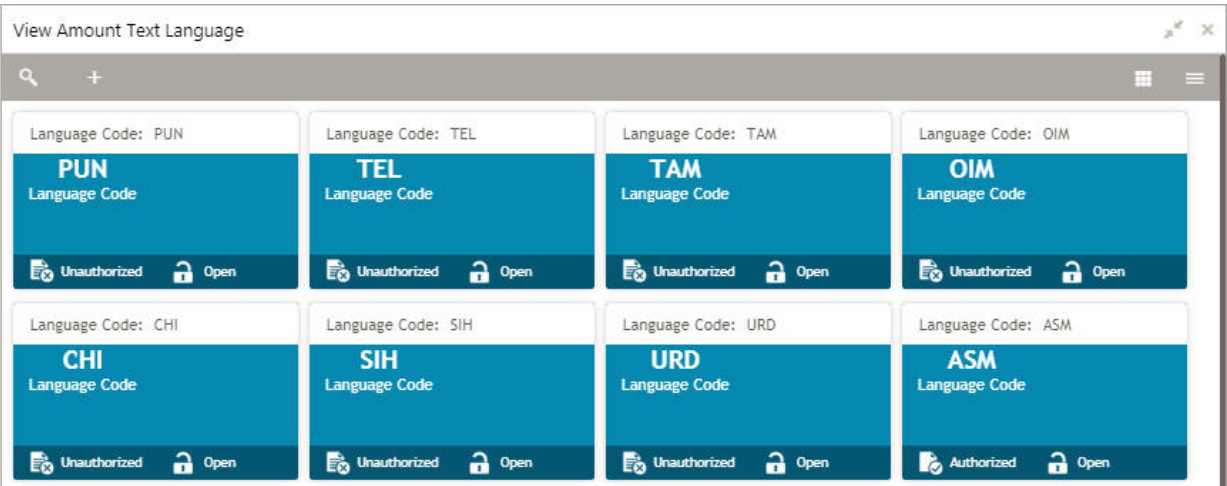 View Amount Text Language
Language Code: PUN
PUN
Language Code
Unauthorized Open
Language Code: TEL
TEL
Language Code
Unauthorized Open
Language Code: TAM
TAM
Language Code
Unauthorized Open
Language Code: OIM
OIM
Language Code
Unauthorized Open
Language Code: CHI
CHI
Language Code
Unauthorized Open
Language Code: SIH
SIH
Language Code
Unauthorized Open
Language Code: URD
URD
Language Code
Unauthorized Open
Language Code: ASM
ASM
Language Code
Authorized Open